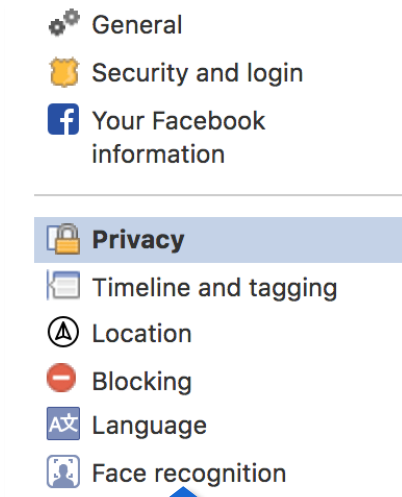 General
Security and login
Your Facebook
information
Privacy
Timeline and tagging
Location
Blocking
Language
Face recognition